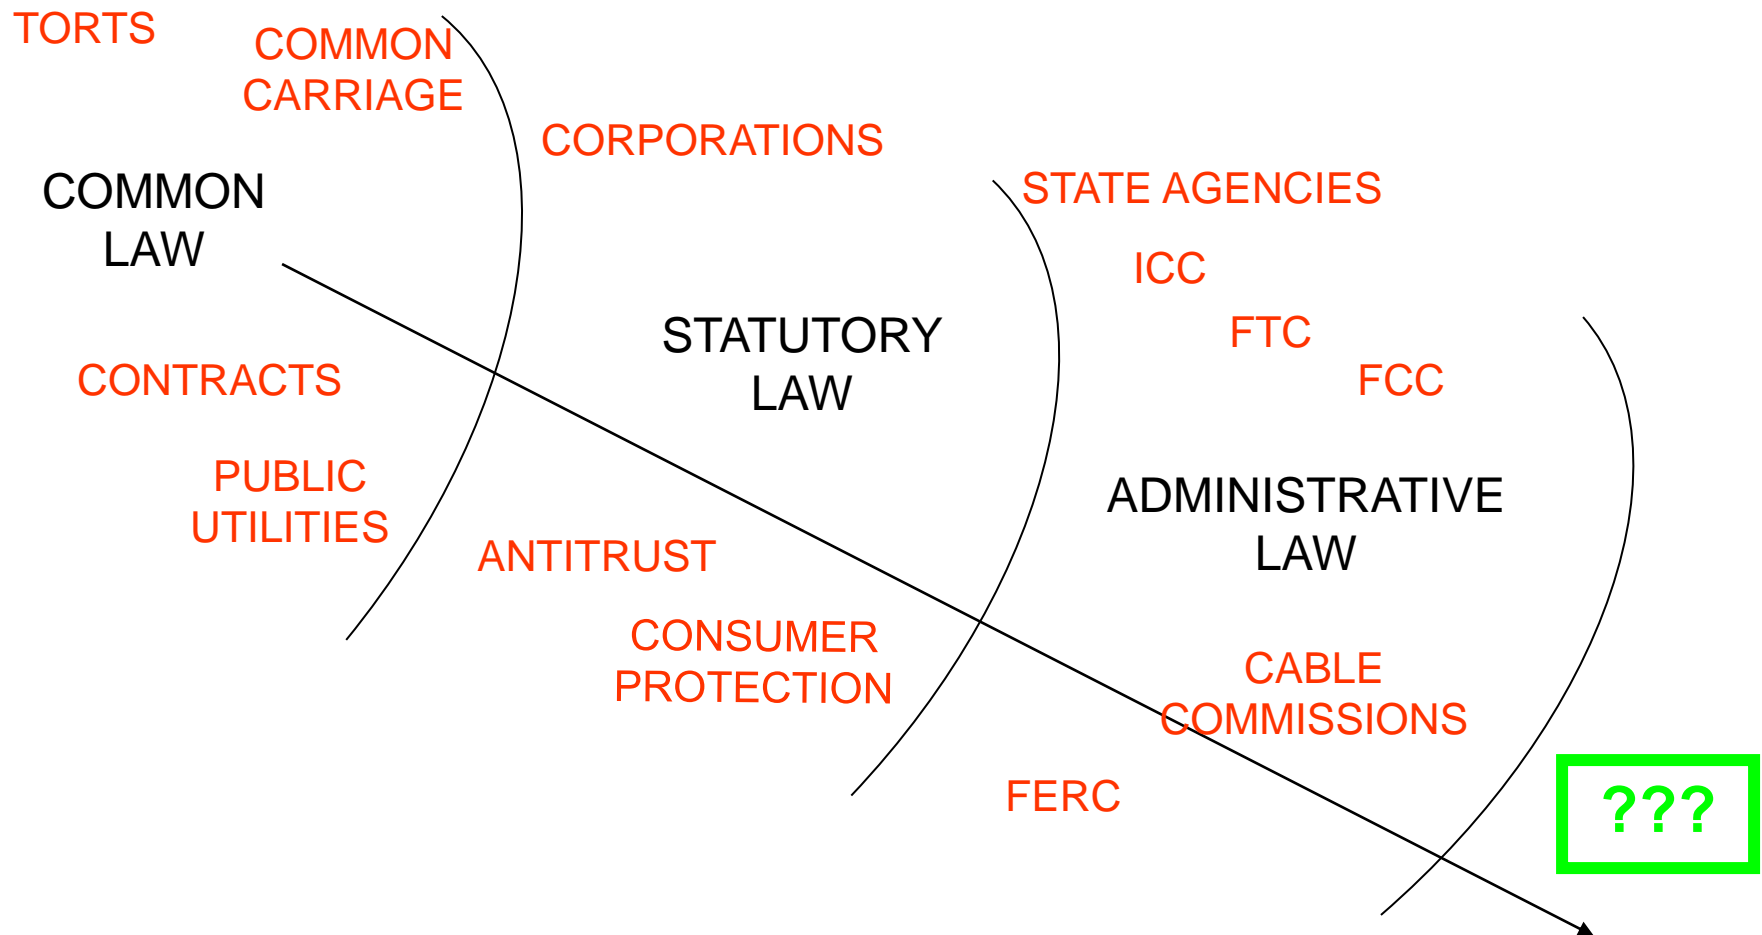 TORTS
COMMON
CARRIAGE
CORPORATIONS
COMMON
LAW
STATE AGENCIES
ICC
STATUTORY
LAW
FTC
FCC
CONTRACTS
PUBLIC
UTILITIES
ADMINISTRATIVE
LAW
ANTITRUST
CONSUMER
PROTECTION
CABLE
COMMISSIONS
FERC
???